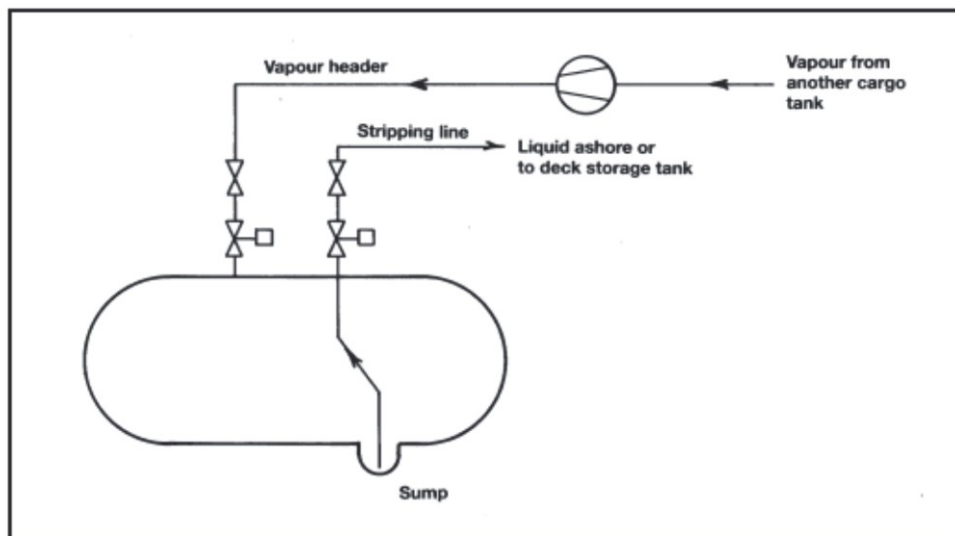 Vapour header
Vapour from
another cargo
tank
Stripping line
Liquid ashore or
to deck storage tank
Sump